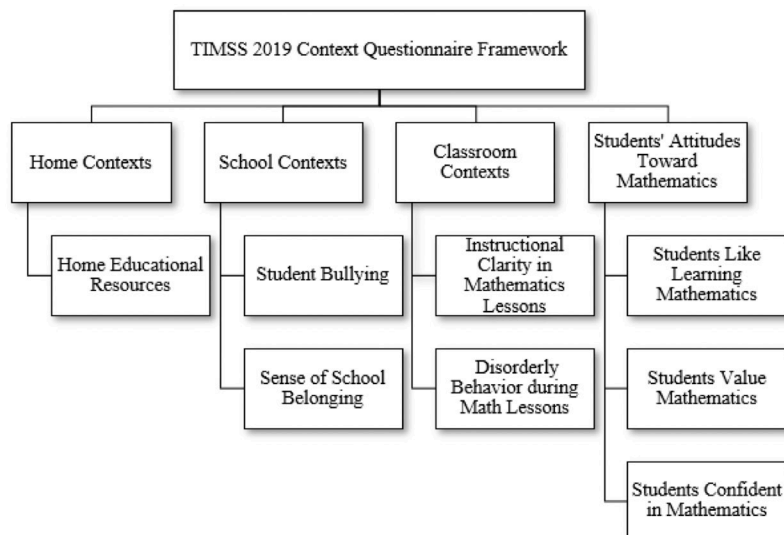 TIMSS 2019 Context Questionnaire Framework
Home Contexts
School Contexts
Classroom
Contexts
Students' Attitudes
Toward
Mathematics
Home Educational
Resources
Student Bullying
Instructional
Clarity in
Mathematics
Lessons
Students Like
Learning
Mathematics
Sense of School
Belonging
Disorderly
Behavior during
Math Lessons
Students Value
Mathematics
Students Confident
in Mathematics